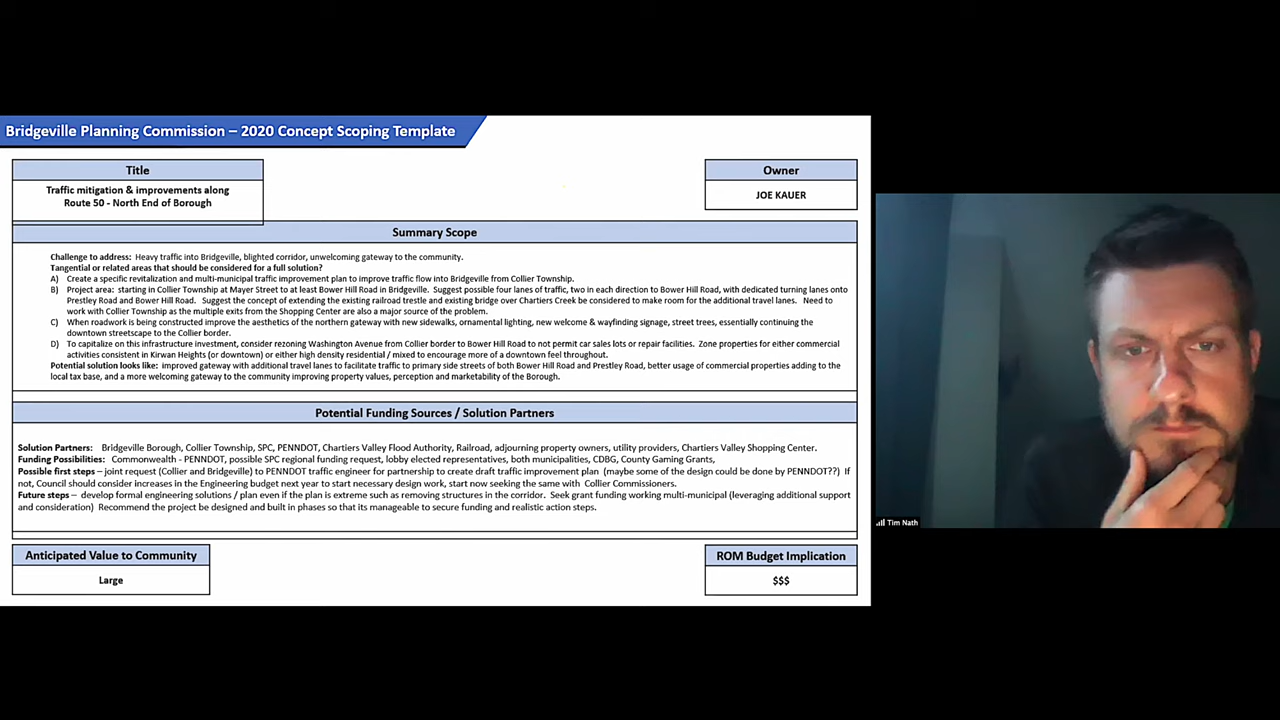 Bridgeville Planning Commission – 2020 Concept Scoping Template
Title
Traffic mitigation & improvements along
Route 50 - North End of Borough
Owner
JOE KAUER
Summary Scope
Challenge to address: Heavy traffic into Bridgeville, blighted corridor, unwelcoming gateway to the community.
Tangential or related areas that should be considered for a full solution?
A) Create a specific revitalization and multi-municipal traffic improvement plan to improve traffic flow into Bridgeville from Collier Township.
B) Project area: starting in Collier Township at Mayer Street to at least Bower Hill Road in Bridgeville. Suggest possible four lanes of traffic, two in each direction to Bower Hill Road, with dedicated turning lanes onto
Prestley Road and Bower Hill Road. Suggest the concept of extending the existing railroad trestle and existing bridge over Chartiers Creek be considered to make room for the additional travel lanes. Need to
work with Collier Township as the multiple exits from the Shopping Center are also a major source of the problem.
C) When roadwork is being constructed improve the aesthetics of the northern gateway with new sidewalks, ornamental lighting, new welcome & wayfinding signage, street trees, essentially continuing the
downtown streetscape to the Collier border.
D) To capitalize on this infrastructure investment, consider rezoning Washington Avenue from Collier border to Bower Hill Road to not permit car sales lots or repair facilities. Zone properties for either commercial
activities consistent in Kirwan Heights (or downtown) or either high density residential / mixed to encourage more of a downtown feel throughout.
Potential solution looks like: improved gateway with additional travel lanes to facilitate traffic to primary side streets of both Bower Hill Road and Prestley Road, better usage of commercial properties adding to the
local tax base, and a more welcoming gateway to the community improving property values, perception and marketability of the Borough.
Potential Funding Sources / Solution Partners
Solution Partners: Bridgeville Borough, Collier Township, SPC, PENNDOT, Chartiers Valley Flood Authority, Railroad, adjourning property owners, utility providers, Chartiers Valley Shopping Center.
Funding Possibilities: Commonwealth - PENNDOT, possible SPC regional funding request, lobby elected representatives, both municipalities, CDBG, County Gaming Grants,
Possible first steps – joint request (Collier and Bridgeville) to PENNDOT traffic engineer for partnership to create draft traffic improvement plan (maybe some of the design could be done by PENNDOT??) If
not, Council should consider increases in the Engineering budget next year to start necessary design work, start now seeking the same with Collier Commissioners.
Future steps – develop formal engineering solutions / plan even if the plan is extreme such as removing structures in the corridor. Seek grant funding working multi-municipal (leveraging additional support
and consideration) Recommend the project be designed and built in phases so that its manageable to secure funding and realistic action steps.
Anticipated Value to Community
Large
ROM Budget Implication
$$$
Tim Nath